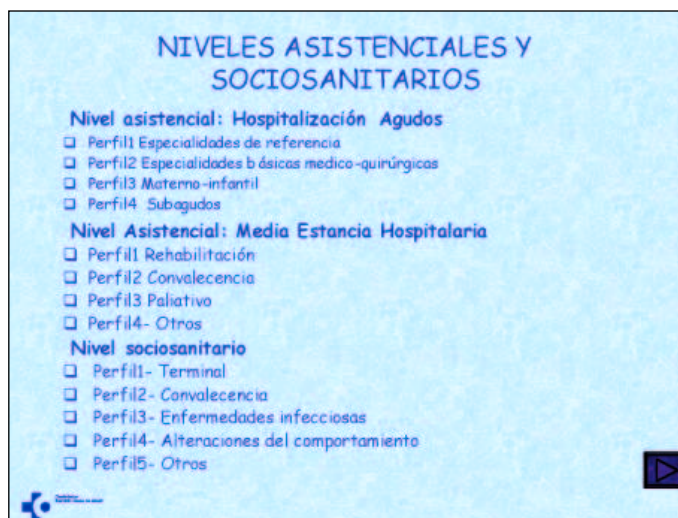 NIVELES ASISTENCIALES Y
SOCIOSANITARIOS
Nivel asistencial: Hospitalización Agudos
Perfil1 Especialidades de referencia
Perfil2 Especialidades b ásicas medico-quirúrgicas
Perfil3 Materno-infantil
Perfil4 Subagudos
Nivel Asistencial: Media Estancia Hospitalaria
Perfil1 Rehabilitación
Perfil2 Convalecencia
Perfil3 Paliativo
Perfil4- Otros
Nivel sociosanitario
Perfil1- Terminal
Perfil2- Convalecencia
Perfil3- Enfermedades infecciosas
Perfil4- Alteraciones del comportamiento
Perfil5- Otros